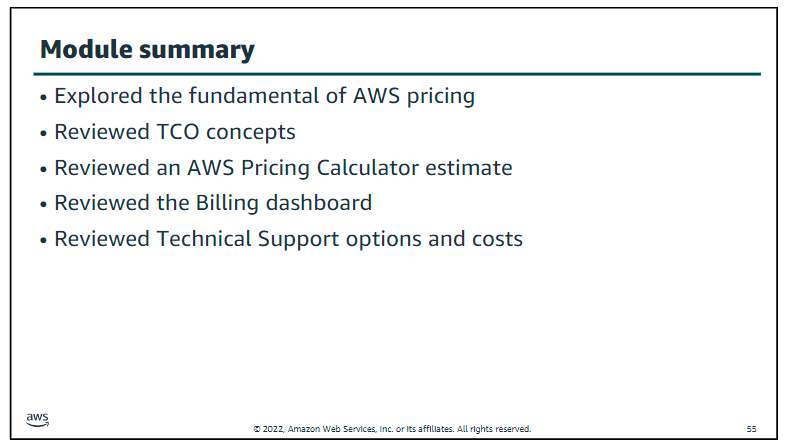 Module summary
• Explored the fundamental of AWS pricing
• Reviewed TCO concepts
• Reviewed an AWS Pricing Calculator estimate
• Reviewed the Billing dashboard
• Reviewed Technical Support options and costs
aws
© 2022, Amazon Web Services, Inc. or its affiliates. All rights reserved.
55